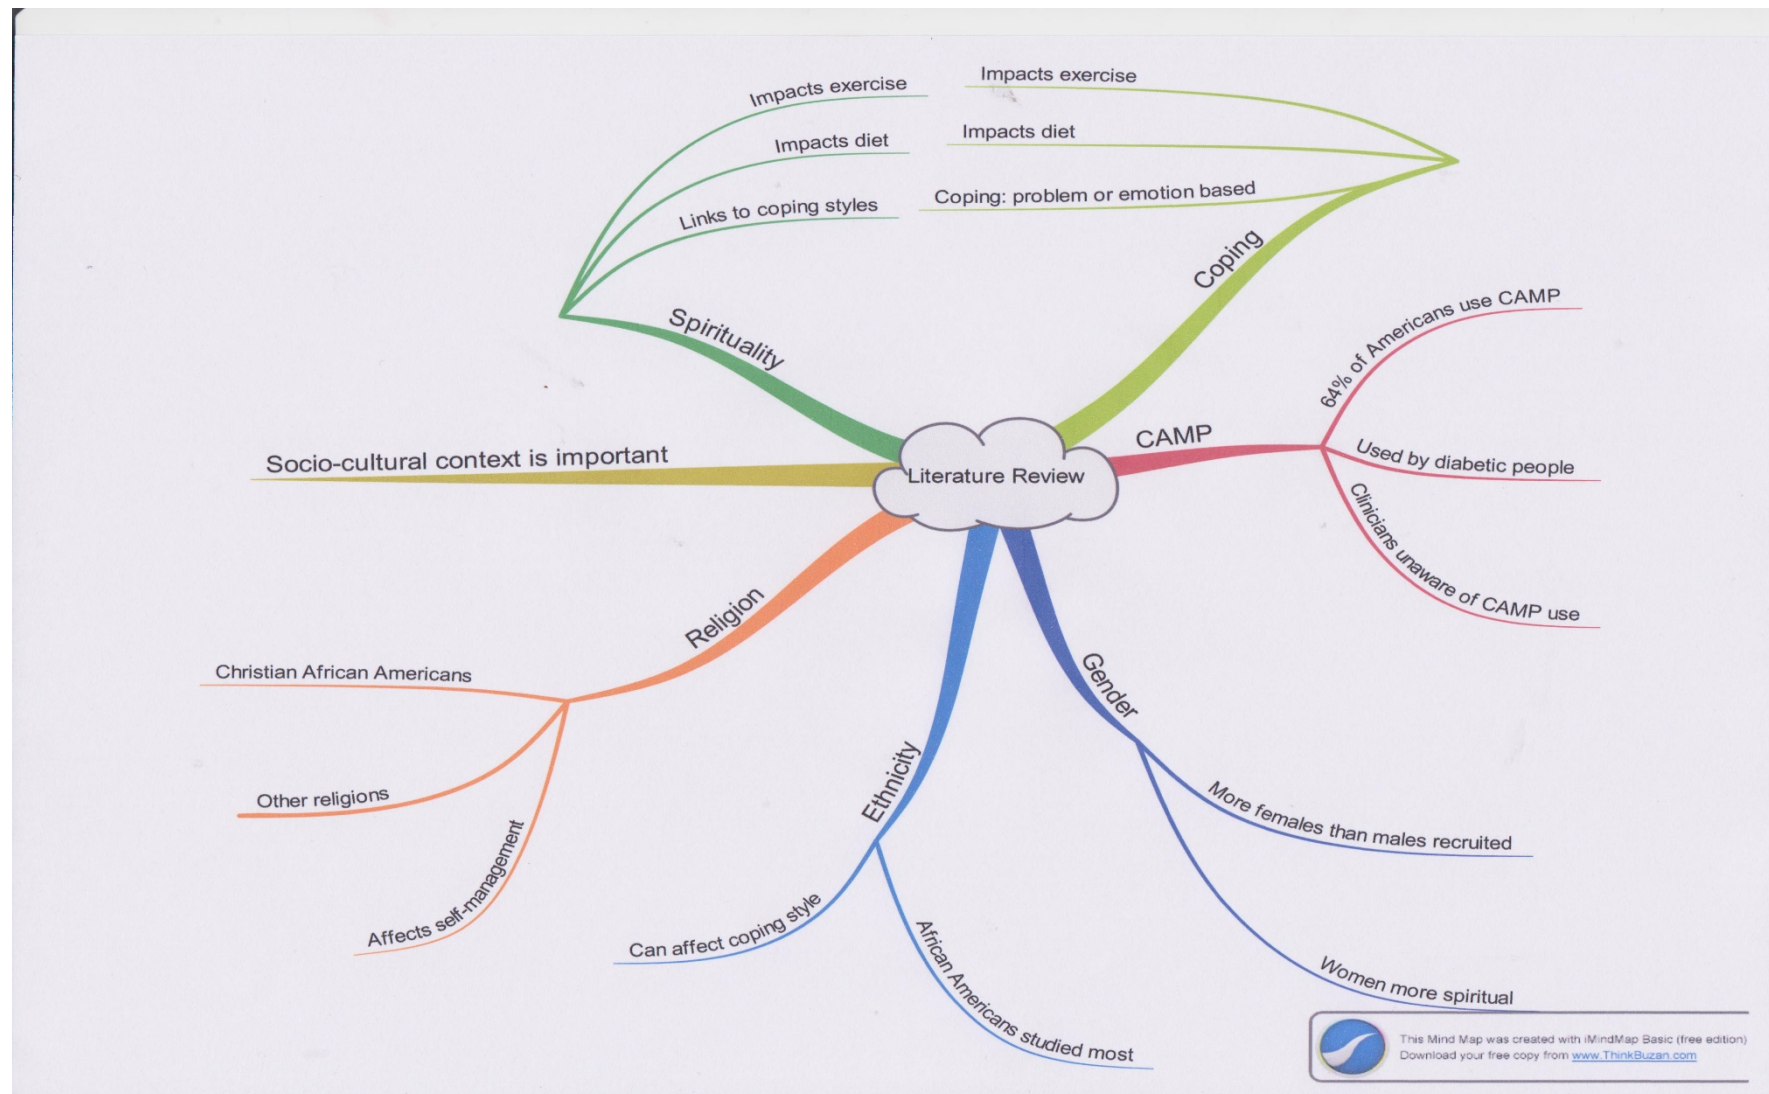 Impacts exercise
Impacts diet
Links to coping styles
Spirituality
Impacts exercise
Impacts diet
Coping: problem or emotion based
Coping
64% of Americans use CAMP
Used by diabetic people
Clinicians unaware of CAMP use
CAMP
Literature Review
Socio-cultural context is important
Religion
Christian African Americans
Other religions
Affects self-management
Ethnicity
Can affect coping style
African Americans studied most
Gender
More females than males recruited
Women more spiritual
This Mind Map was created with iMindMap Basic (free edition)
Download your free copy from www.ThinkBuzan.com